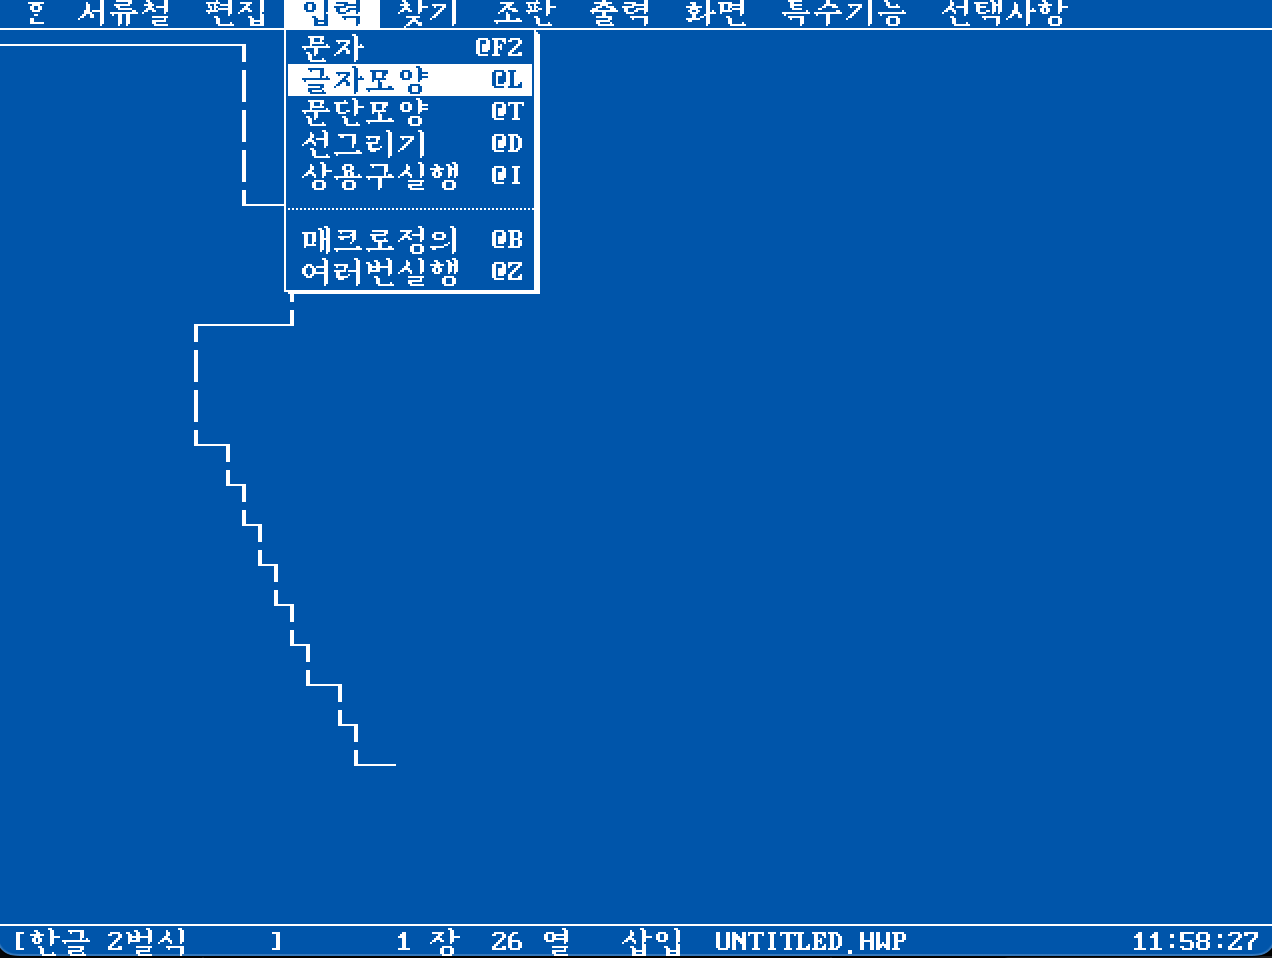 ᄒᆞᆫ 서류철 편집 입력 찾기 조판 출력 화면 특수기능 선택사항
문자 @F2
글자모양 @L
문단모양 @T
선그리기 @D
상용구실행 @I
매크로정의 @B
여러번실행 @Z
[한글 2벌식 ] 1 장 26 열 삽입 UNTITLED.HWP 11:58:27